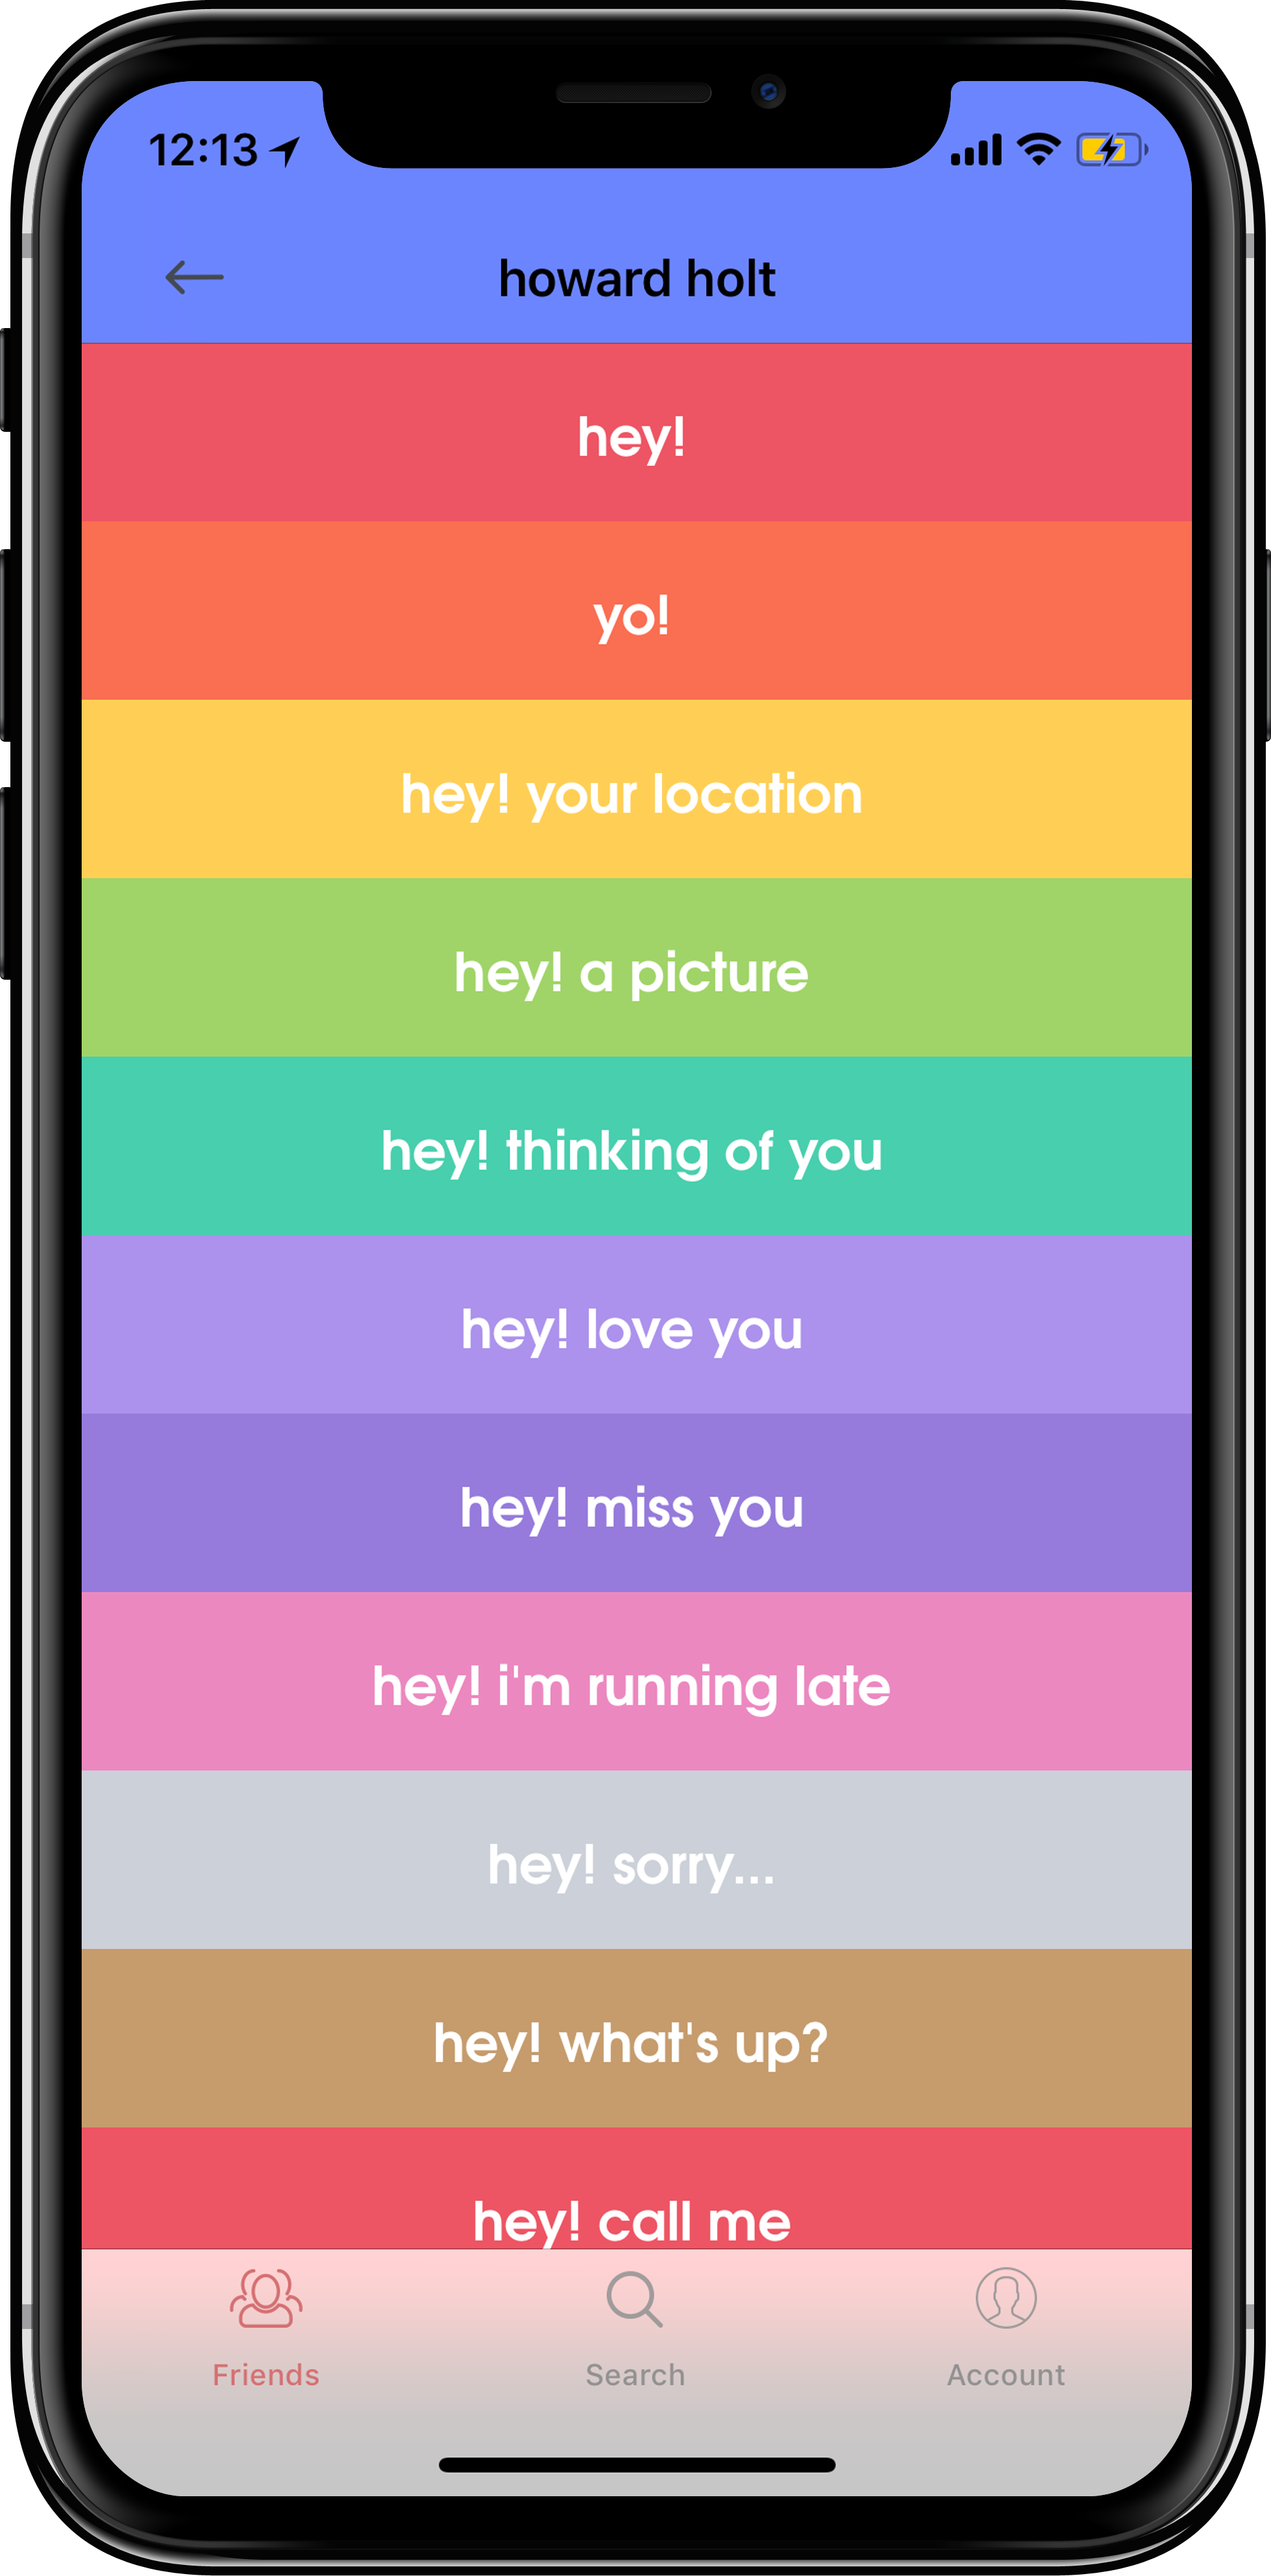 12:13
howard holt
hey!
yo!
hey! your location
hey! a picture
hey! thinking of you
hey! love you
hey! miss you
hey! i'm running late
hey! sorry...
hey! what's up?
hey! call me
Friends Search Account